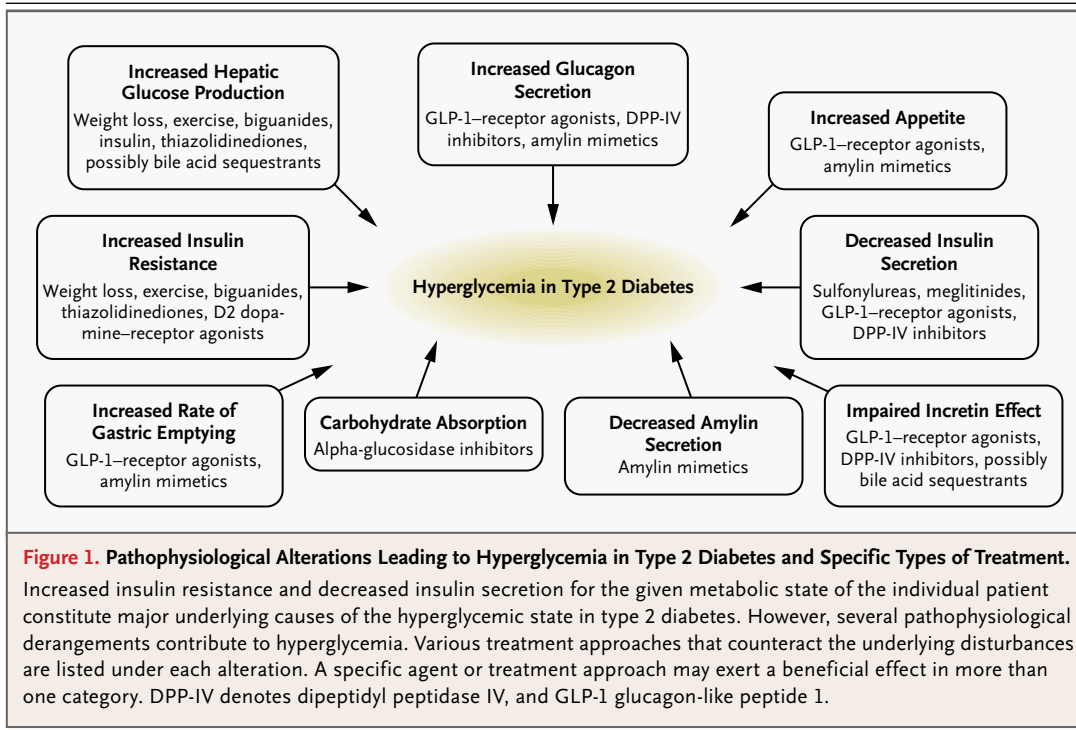 Increased Hepatic
Glucose Production
Weight loss, exercise, biguanides,
insulin, thiazolidinediones,
possibly bile acid sequestrants
Increased Glucagon
Secretion
GLP-1–receptor agonists, DPP-IV
inhibitors, amylin mimetics
Increased Appetite
GLP-1–receptor agonists,
amylin mimetics
Increased Insulin
Resistance
Weight loss, exercise, biguanides,
thiazolidinediones, D2 dopa-
mine–receptor agonists
Hyperglycemia in Type 2 Diabetes
Decreased Insulin
Secretion
Sulfonylureas, meglitinides,
GLP-1–receptor agonists,
DPP-IV inhibitors
Increased Rate of
Gastric Emptying
GLP-1–receptor agonists,
amylin mimetics
Carbohydrate Absorption
Alpha-glucosidase inhibitors
Decreased Amylin
Secretion
Amylin mimetics
Impaired Incretin Effect
GLP-1–receptor agonists,
DPP-IV inhibitors, possibly
bile acid sequestrants
Figure 1. Pathophysiological Alterations Leading to Hyperglycemia in Type 2 Diabetes and Specific Types of Treatment.
Increased insulin resistance and decreased insulin secretion for the given metabolic state of the individual patient
constitute major underlying causes of the hyperglycemic state in type 2 diabetes. However, several pathophysiological
derangements contribute to hyperglycemia. Various treatment approaches that counteract the underlying disturbances
are listed under each alteration. A specific agent or treatment approach may exert a beneficial effect in more than
one category. DPP-IV denotes dipeptidyl peptidase IV, and GLP-1 glucagon-like peptide 1.